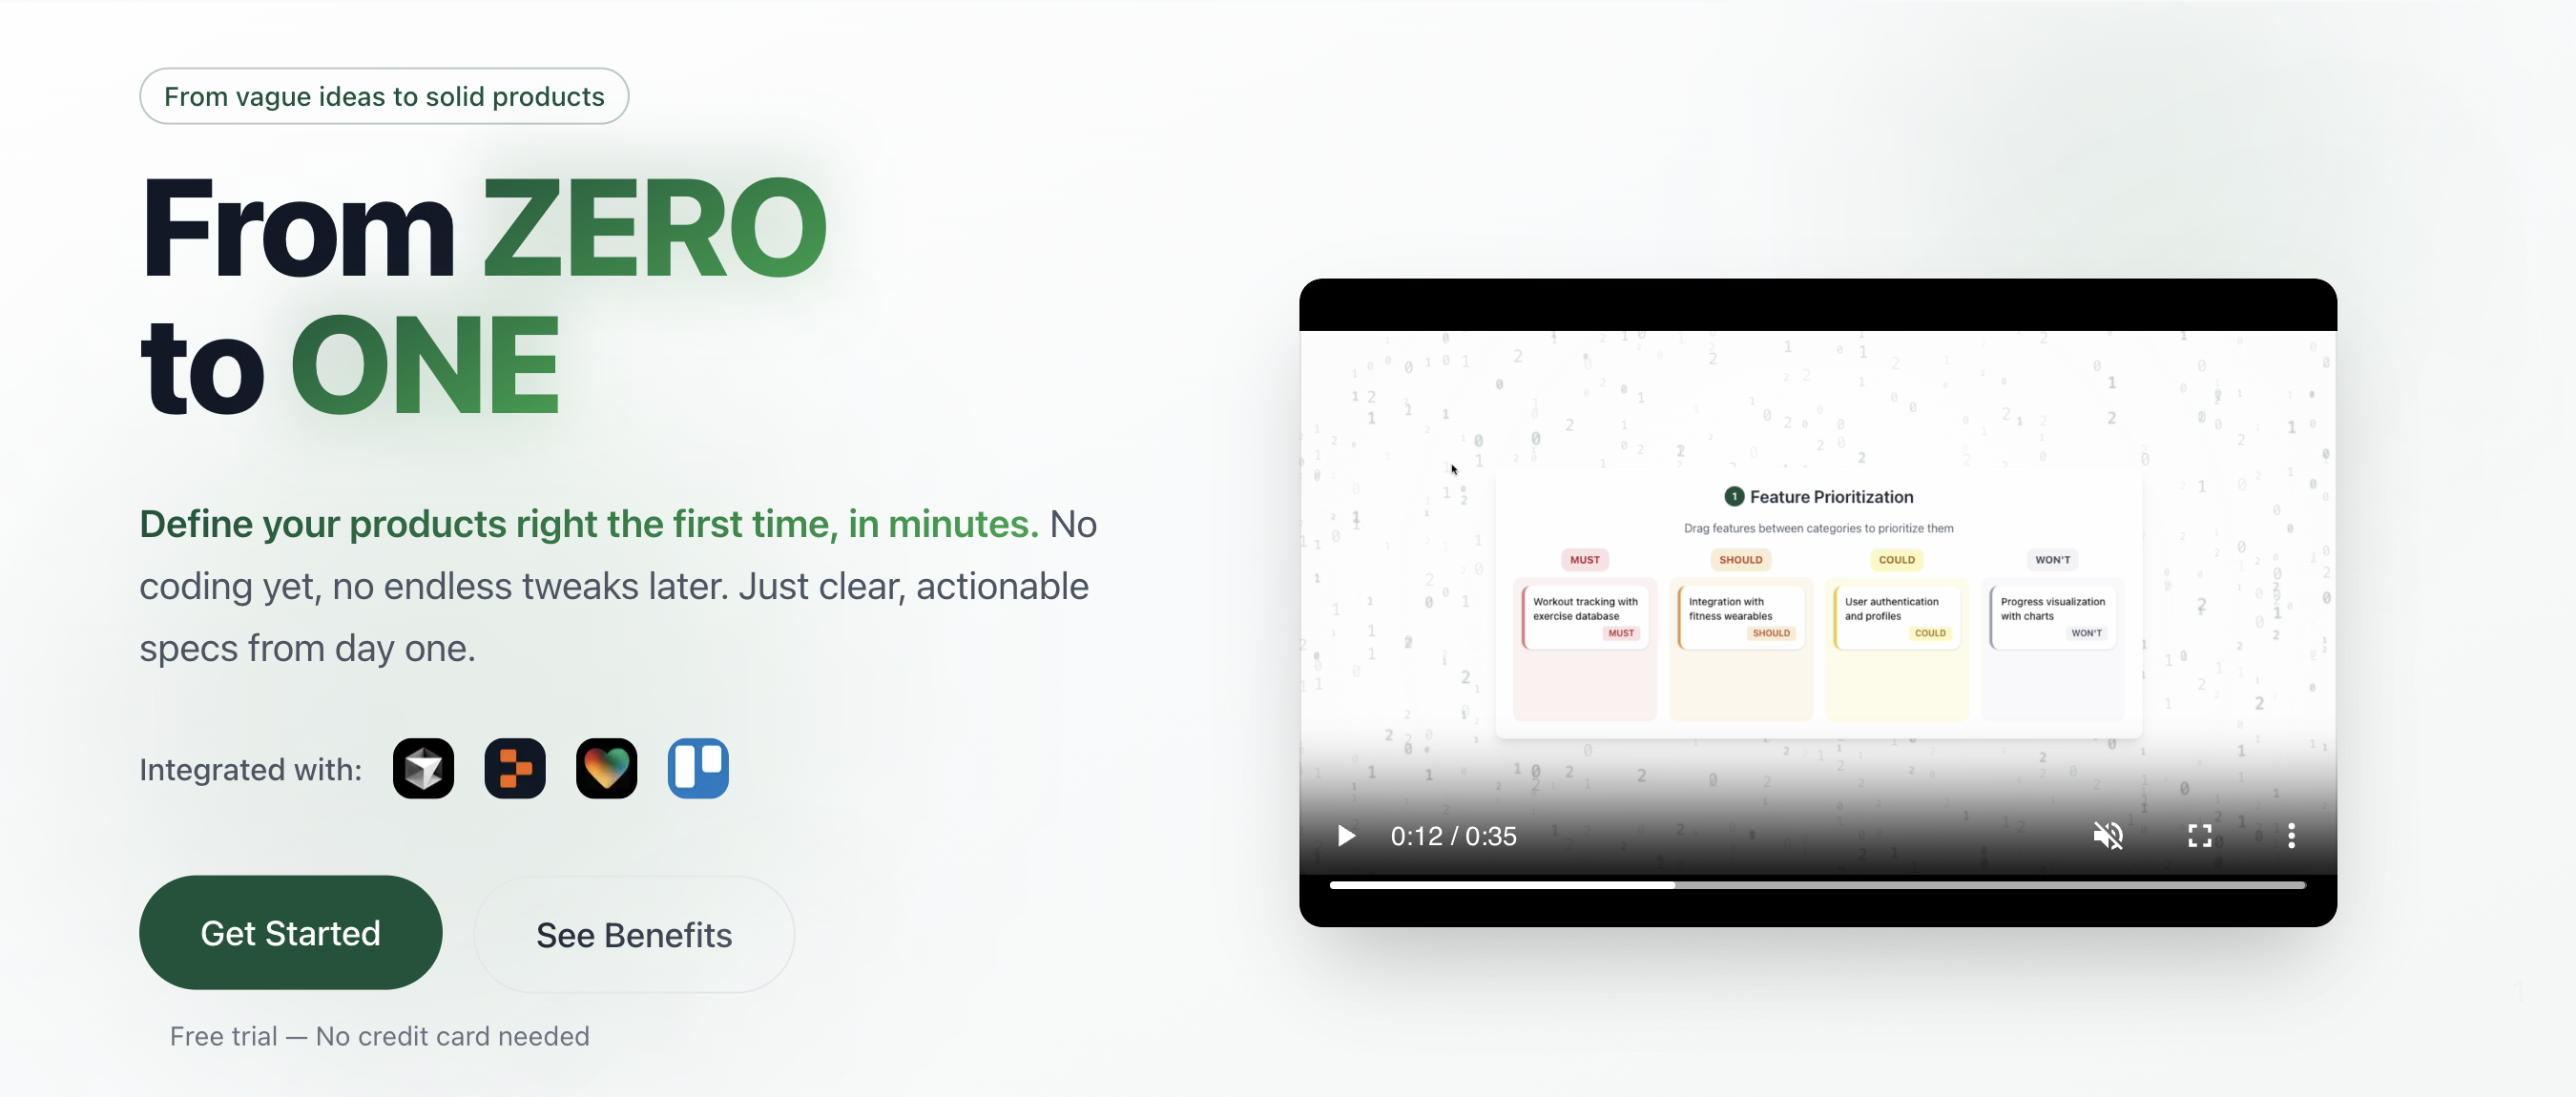 From vague ideas to solid products
From ZERO
to ONE
Define your products right the first time, in minutes. No
coding yet, no endless tweaks later. Just clear, actionable
specs from day one.
Integrated with:
Get Started
See Benefits
Free trial — No credit card needed
1 Feature Prioritization
Drag features between categories to prioritize them
MUST
SHOULD
COULD
WON'T
Workout tracking with
exercise database
MUST
Integration with
fitness wearables
SHOULD
User authentication
and profiles
COULD
Progress visualization
with charts
WON'T
0:12 / 0:35